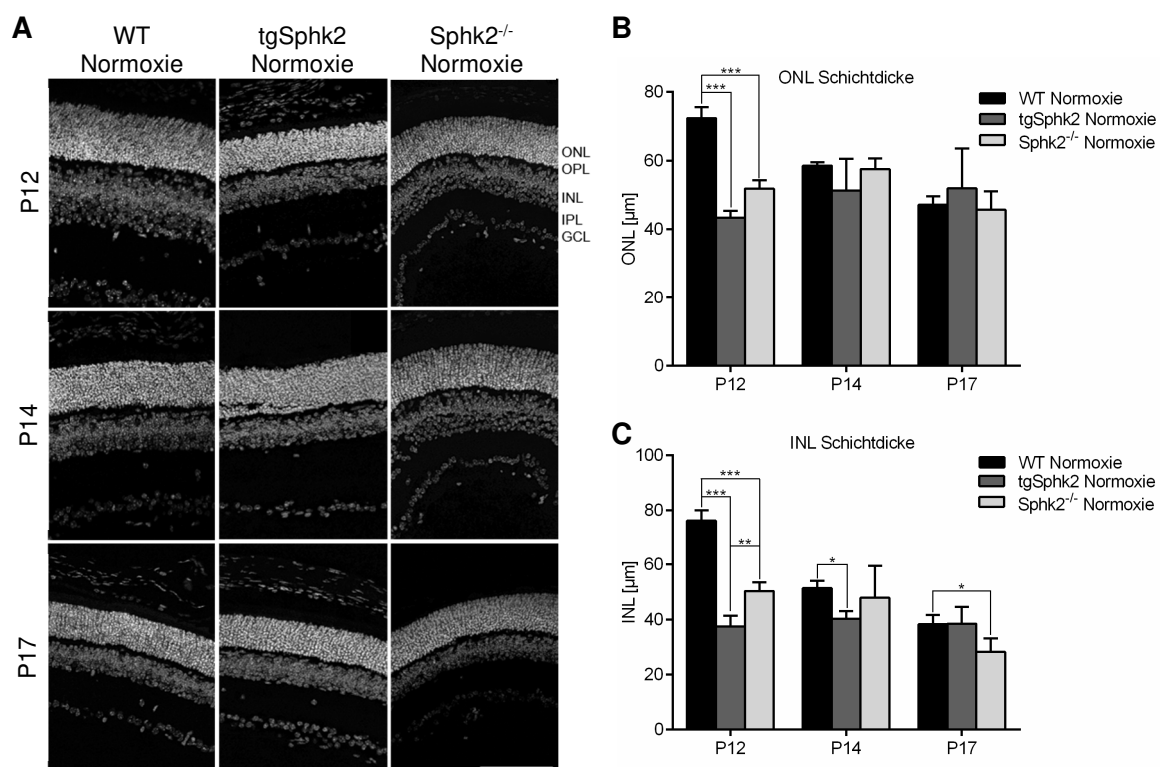 A
WT
Normoxie
tgSphk2
Normoxie
Sphk2-/-
Normoxie
P12
ONL
OPL
INL
IPL
GCL
P14
P17
B
ONL Schichtdicke
WT Normoxie
tgSphk2 Normoxie
Sphk2-/- Normoxie
***
***
ONL [µm]
80
60
40
20
0
P12
P14
P17
C
INL Schichtdicke
WT Normoxie
tgSphk2 Normoxie
Sphk2-/- Normoxie
***
***
**
*
*
INL [µm]
100
80
60
40
20
0
P12
P14
P17